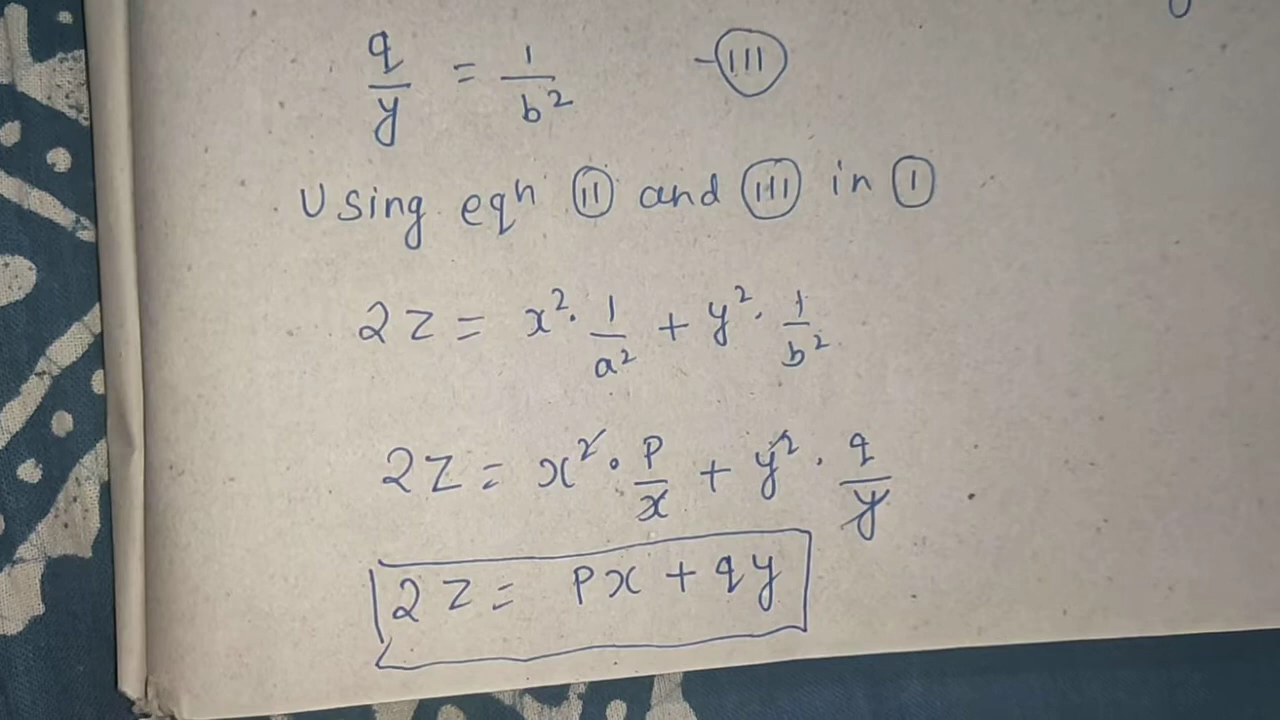 q/y = 1/b² -(III)
Using eqn (II) and (III) in (I)
2z = x² · 1/a² + y² · 1/b²
2z = x² · p/x + y² · q/y
2z = px + qy